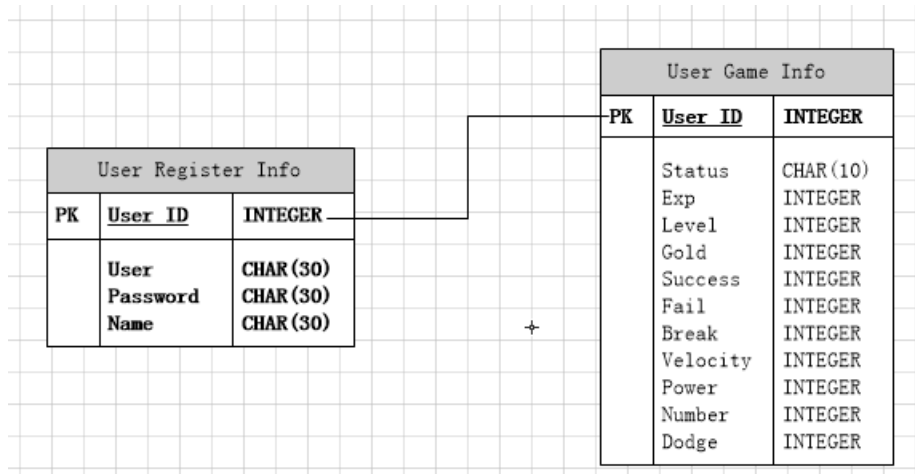 User Register Info
PK User ID INTEGER
User CHAR(30)
Password CHAR(30)
Name CHAR(30)
User Game Info
PK User ID INTEGER
Status CHAR(10)
Exp INTEGER
Level INTEGER
Gold INTEGER
Success INTEGER
Fail INTEGER
Break INTEGER
Velocity INTEGER
Power INTEGER
Number INTEGER
Dodge INTEGER